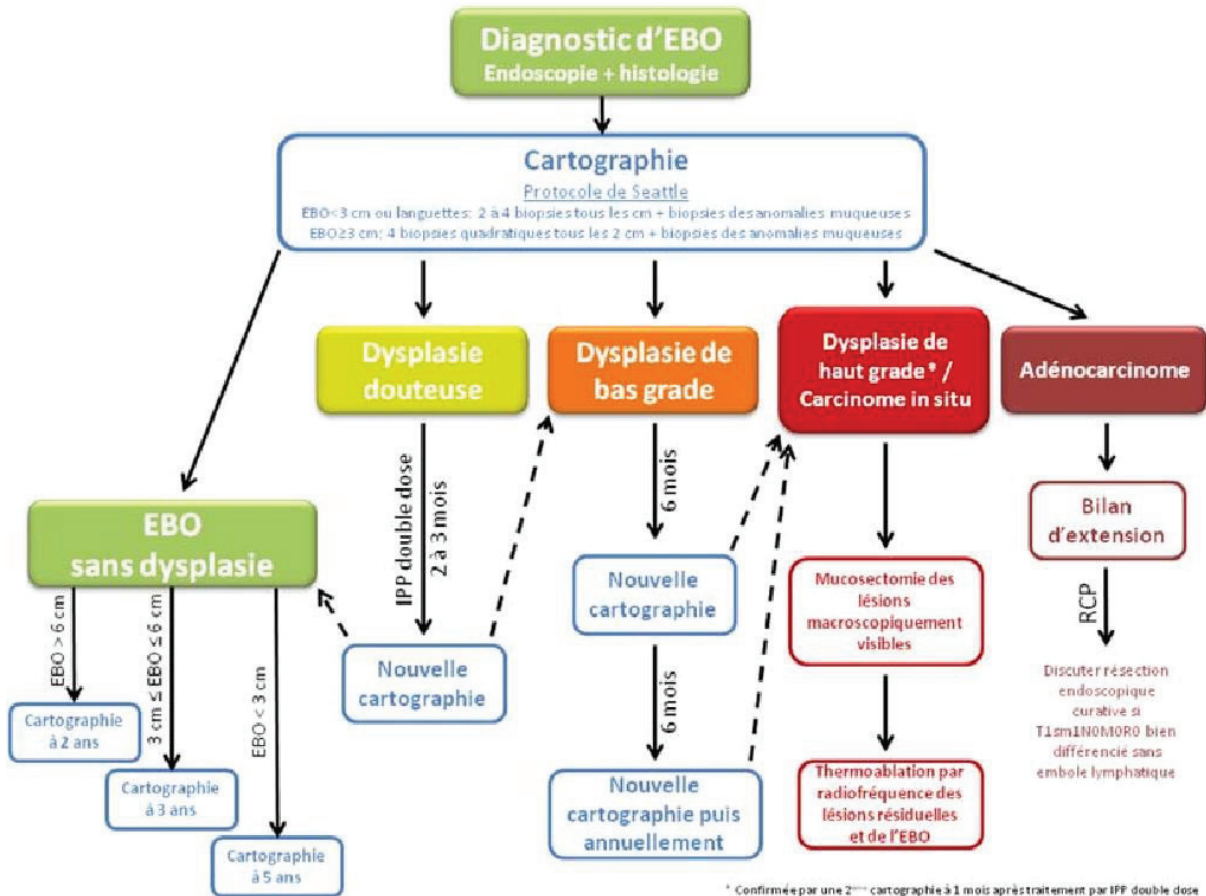 Diagnostic d'EBO
Endoscopie + histologie
Cartographie
Protocole de Seattle
EBO<3 cm ou languettes: 2 à 4 biopsies tous les cm + biopsies des anomalies muqueuses
EBO≥3 cm: 4 biopsies quadratiques tous les 2 cm + biopsies des anomalies muqueuses
Dysplasie
douteuse
Dysplasie de
bas grade
Dysplasie de
haut grade* /
Carcinome in situ
Adénocarcinome
IPP double dose
2 à 3 mois
6 mois
EBO
sans dysplasie
Bilan
d'extension
Nouvelle
cartographie
Mucosectomie des
lésions
macroscopiquement
visibles
RCP
EBO > 6 cm
3 cm ≤ EBO ≤ 6 cm
EBO < 3 cm
Nouvelle
cartographie
6 mois
Discuter résection
endoscopique
curative si
T1sm1N0M0R0 bien
différencié sans
embole lymphatique
Cartographie
à 2 ans
Cartographie
à 3 ans
Cartographie
à 5 ans
Nouvelle
cartographie puis
annuellement
Thermoablation par
radiofréquence des
lésions résiduelles
et de l'EBO
* Confirmée par une 2ème cartographie à 1 mois après traitement par IPP double dose